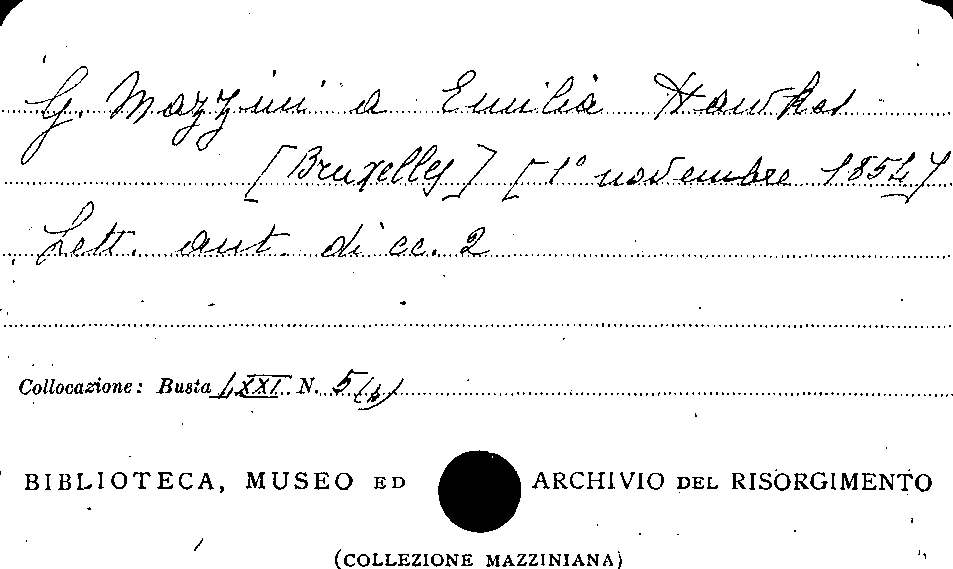 G. Mazzini a Emilia Hawkes
[Bruxelles] [1° novembre 1854]
Lett. aut. di cc. 2
Collocazione: Busta LXXI N. 5(h)
BIBLIOTECA, MUSEO ED ARCHIVIO DEL RISORGIMENTO
(COLLEZIONE MAZZINIANA)